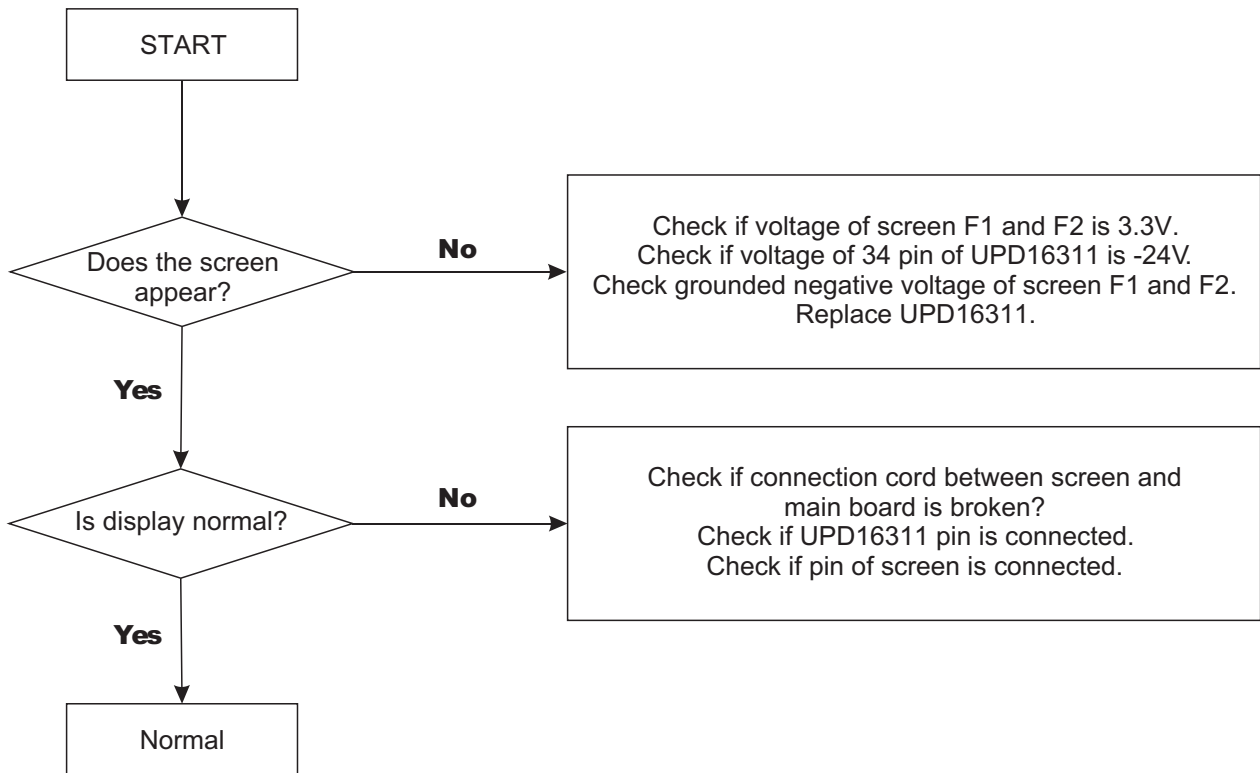 START
Does the screen
appear?
No
Check if voltage of screen F1 and F2 is 3.3V.
Check if voltage of 34 pin of UPD16311 is -24V.
Check grounded negative voltage of screen F1 and F2.
Replace UPD16311.
Yes
Is display normal?
No
Check if connection cord between screen and
main board is broken?
Check if UPD16311 pin is connected.
Check if pin of screen is connected.
Yes
Normal